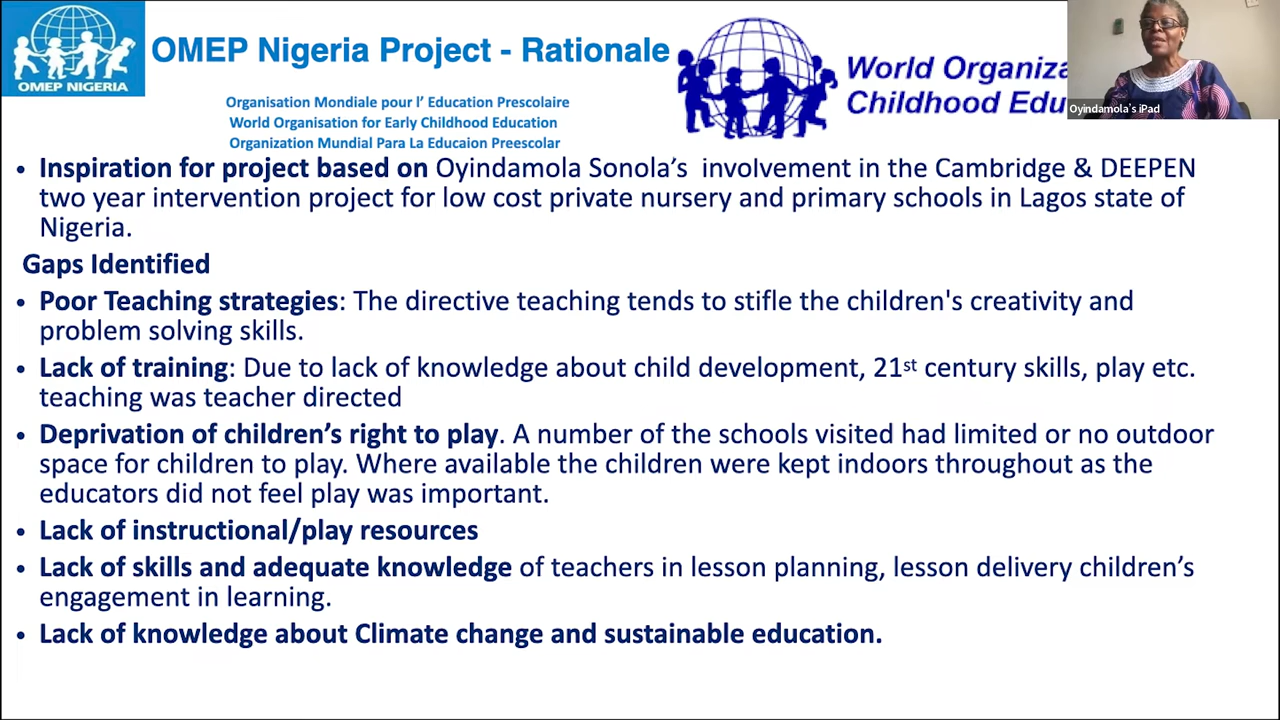 OMEP NIGERIA
OMEP Nigeria Project - Rationale
Organisation Mondiale pour l' Education Prescolaire
World Organisation for Early Childhood Education
Organization Mundial Para La Educaion Preescolar
World Organiza
Childhood Edu
Oyindamola's iPad
• Inspiration for project based on Oyindamola Sonola's involvement in the Cambridge & DEEPEN
two year intervention project for low cost private nursery and primary schools in Lagos state of
Nigeria.
Gaps Identified
• Poor Teaching strategies: The directive teaching tends to stifle the children's creativity and
problem solving skills.
• Lack of training: Due to lack of knowledge about child development, 21st century skills, play etc.
teaching was teacher directed
• Deprivation of children's right to play. A number of the schools visited had limited or no outdoor
space for children to play. Where available the children were kept indoors throughout as the
educators did not feel play was important.
• Lack of instructional/play resources
• Lack of skills and adequate knowledge of teachers in lesson planning, lesson delivery children's
engagement in learning.
• Lack of knowledge about Climate change and sustainable education.